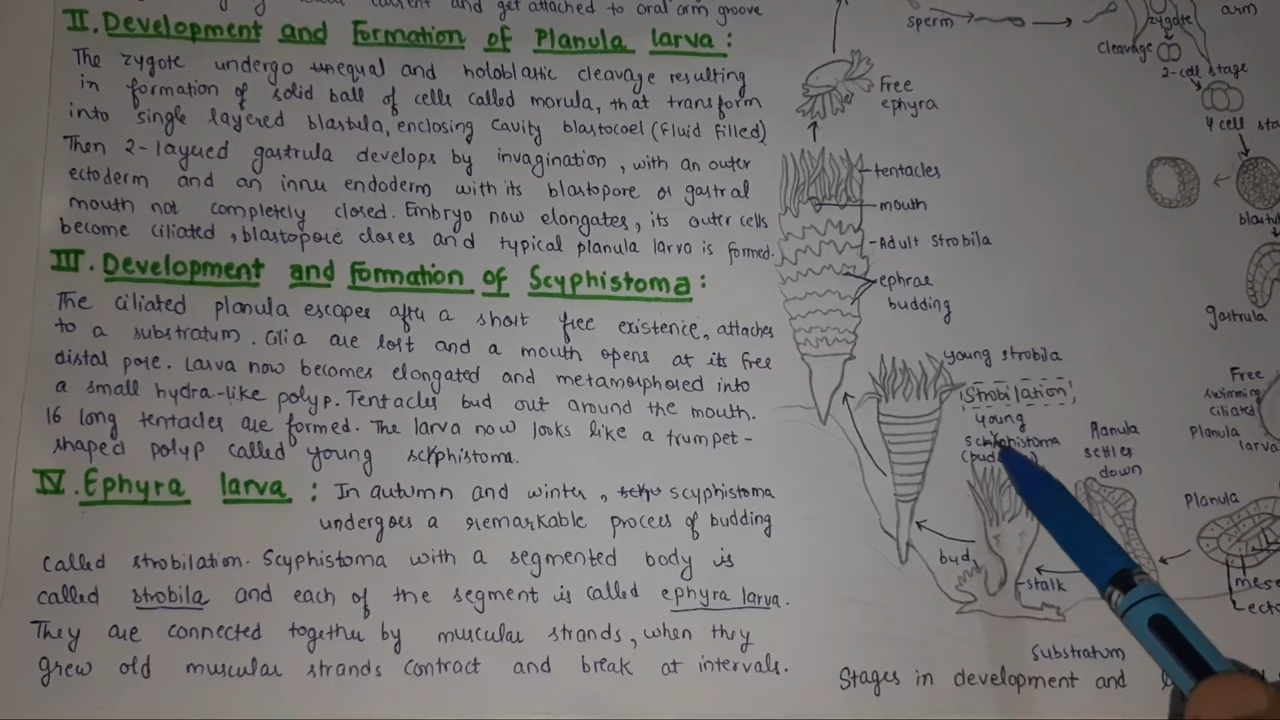 and get attached to oral arm groove
II. Development and Formation of Planula larva :
The zygote undergo unequal and holoblastic cleavage resulting
in formation of solid ball of cells called morula, that transform
into single layered blastula, enclosing cavity blastocoel (fluid filled)
Then 2-layered gastrula develops by invagination, with an outer
ectoderm and an inner endoderm with its blastopore or gastral
mouth not completely closed. Embryo now elongates, its outer cells
become ciliated, blastopore closes and typical planula larva is formed.
III. Development and Formation of Scyphistoma :
The ciliated planula escapes after a short free existence, attaches
to a substratum. Cilia are lost and a mouth opens at its free
distal pole. Larva now becomes elongated and metamorphosed into
a small hydra-like polyp. Tentacles bud out around the mouth.
16 long tentacles are formed. The larva now looks like a trumpet-
shaped polyp called young scyphistoma.
IV. Ephyra larva : In autumn and winter, scyphistoma
undergoes a remarkable process of budding
called strobilation. Scyphistoma with a segmented body is
called strobila and each of the segment is called ephyra larva.
They are connected together by muscular strands, when they
grew old muscular strands contract and break at intervals.
sperm
zygote
arm
cleavage
2-cell stage
4 cell
Free
ephyra
tentacles
mouth
Adult strobila
ephrae
budding
gastrula
young strobila
Strobilation
young
scyphistoma
Planula
settles
down
Free
swimming
ciliated
Planula
larva
Planula
bud
stalk
Substratum
Stages in development and